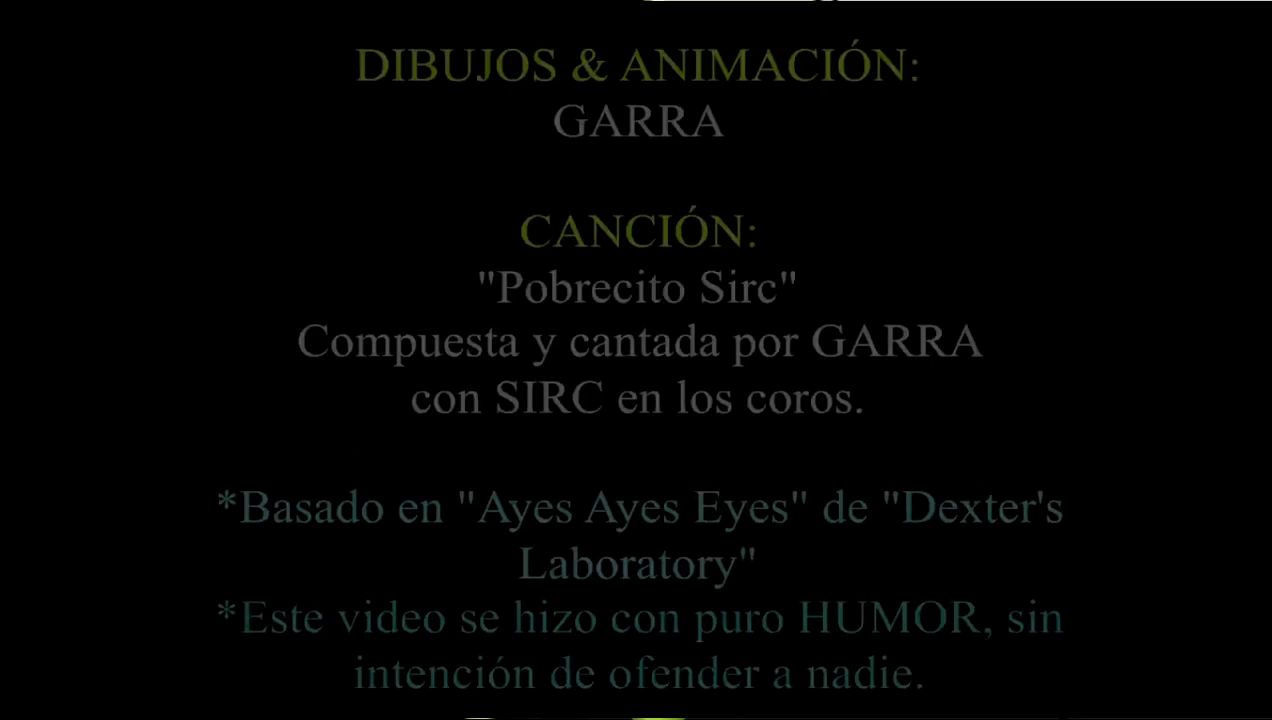 DIBUJOS & ANIMACIÓN:
GARRA
CANCIÓN:
"Pobrecito Sirc"
Compuesta y cantada por GARRA
con SIRC en los coros.
*Basado en "Ayes Ayes Eyes" de "Dexter's
Laboratory"
*Este video se hizo con puro HUMOR, sin
intención de ofender a nadie.